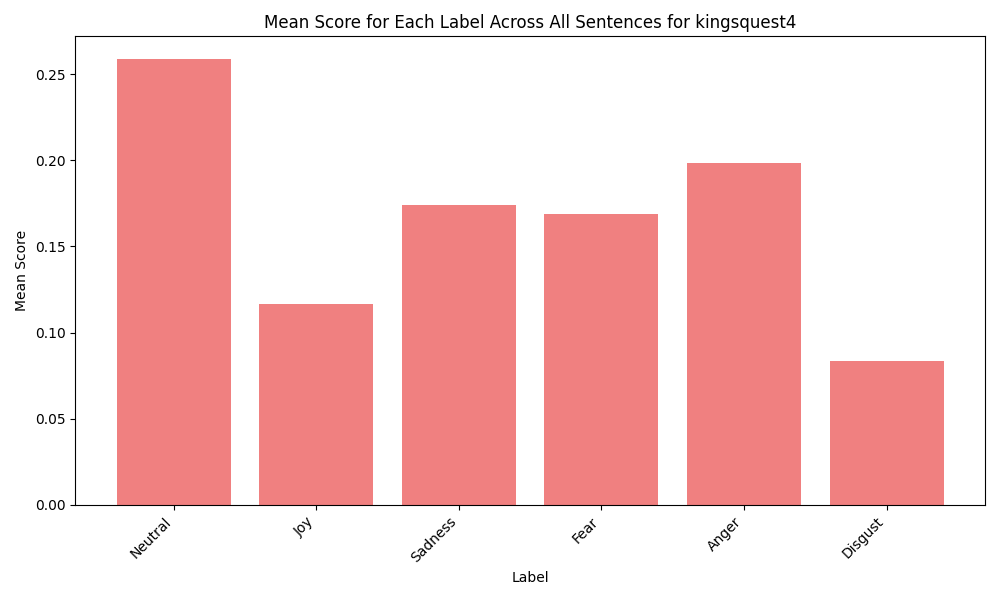 Mean Score for Each Label Across All Sentences for kingsquest4
Mean Score
0.25
0.20
0.15
0.10
0.05
0.00
Neutral
Joy
Sadness
Fear
Anger
Disgust
Label